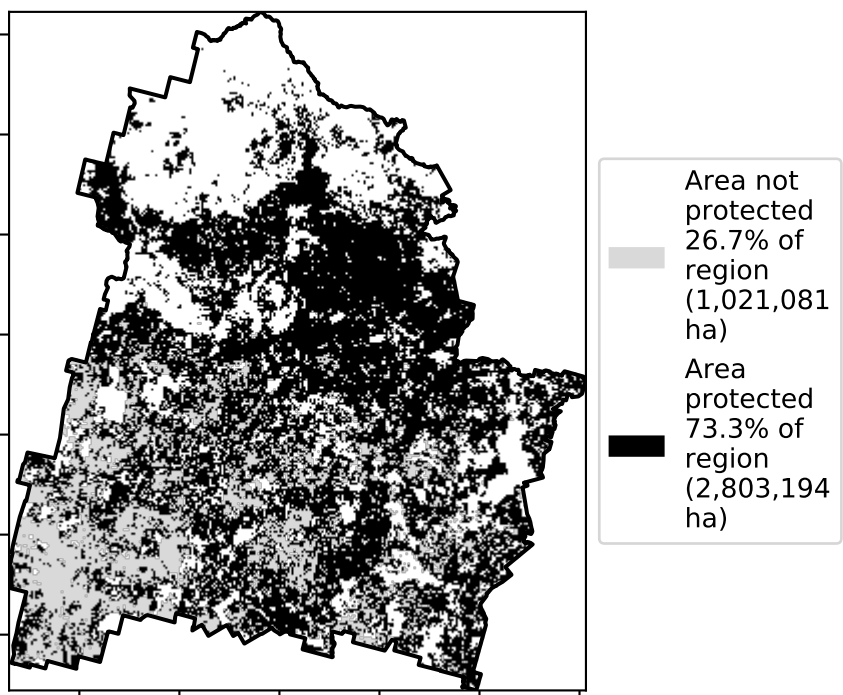 Area not
protected
26.7% of
region
(1,021,081
ha)
Area
protected
73.3% of
region
(2,803,194
ha)